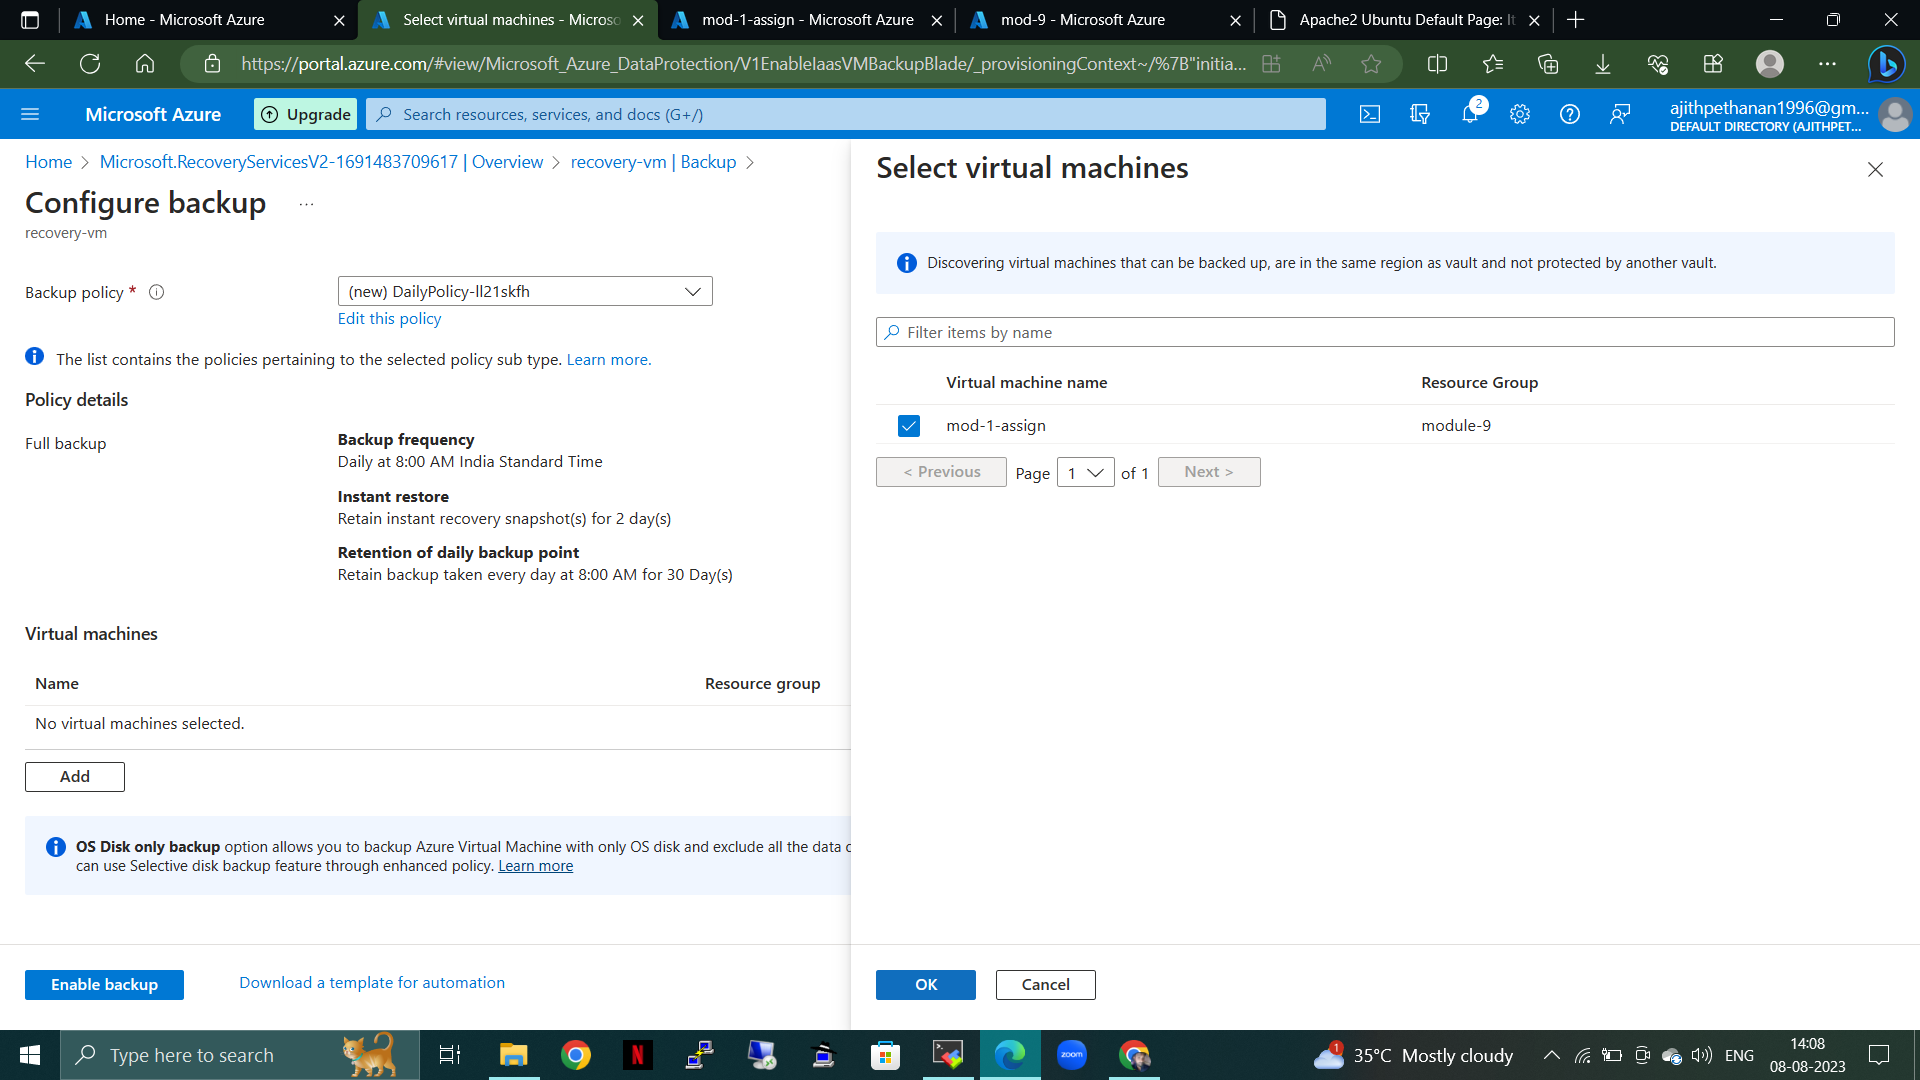 Home - Microsoft Azure
Select virtual machines - Microso
mod-1-assign - Microsoft Azure
mod-9 - Microsoft Azure
Apache2 Ubuntu Default Page: It
https://portal.azure.com/#view/Microsoft_Azure_DataProtection/V1EnableIaasVMBackupBlade/_provisioningContext~/%7B"initia...
Microsoft Azure
Upgrade
Search resources, services, and docs (G+/)
2
ajithpethanan1996@gm...
DEFAULT DIRECTORY (AJITHPET...
Home > Microsoft.RecoveryServicesV2-1691483709617 | Overview > recovery-vm | Backup >
Configure backup ...
recovery-vm
Backup policy *
(new) DailyPolicy-ll21skfh
Edit this policy
The list contains the policies pertaining to the selected policy sub type. Learn more.
Policy details
Full backup
Backup frequency
Daily at 8:00 AM India Standard Time
Instant restore
Retain instant recovery snapshot(s) for 2 day(s)
Retention of daily backup point
Retain backup taken every day at 8:00 AM for 30 Day(s)
Virtual machines
Name Resource group
No virtual machines selected.
Add
OS Disk only backup option allows you to backup Azure Virtual Machine with only OS disk and exclude all the data d
can use Selective disk backup feature through enhanced policy. Learn more
Enable backup
Download a template for automation
Select virtual machines
Discovering virtual machines that can be backed up, are in the same region as vault and not protected by another vault.
Filter items by name
Virtual machine name Resource Group
mod-1-assign module-9
< Previous Page 1 of 1 Next >
OK Cancel
Type here to search
N
zoom
1
35°C Mostly cloudy
ENG
14:08
08-08-2023